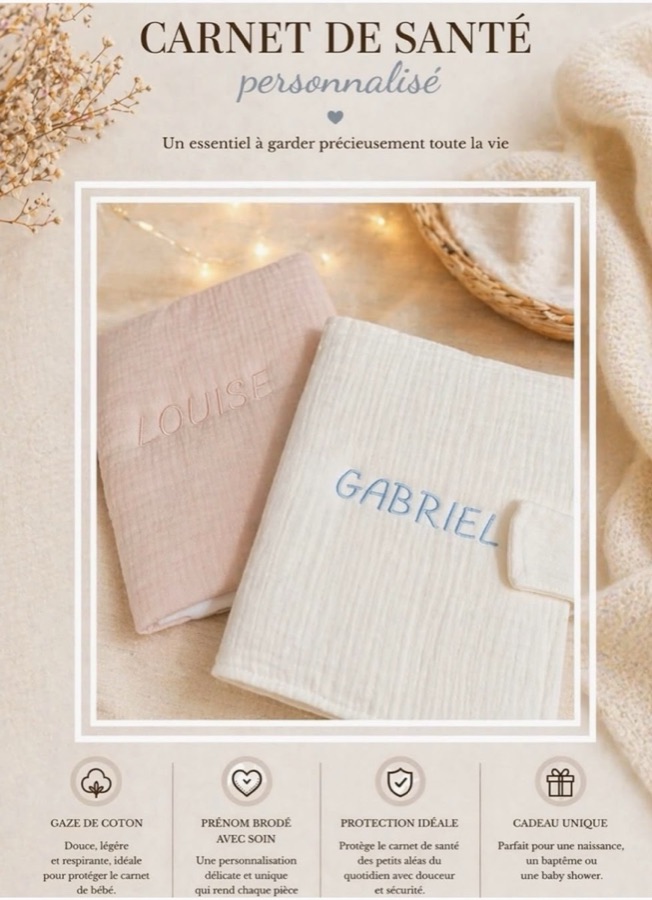 CARNET DE SANTÉ
personnalisé
Un essentiel à garder précieusement toute la vie
LOUISE
GABRIEL
GAZE DE COTON
Douce, légére
et respirante, idéale
pour protéger le carnet
de bébé.
PRÉNOM BRODÉ
AVEC SOIN
Une personnalisation
délicate et unique
qui rend chaque pièce
PROTECTION IDÉALE
Protège le carnet de santé
des petits aléas du
quotidien avec douceur
et sécurité.
CADEAU UNIQUE
Parfait pour une naissance,
un baptême ou
une baby shower.